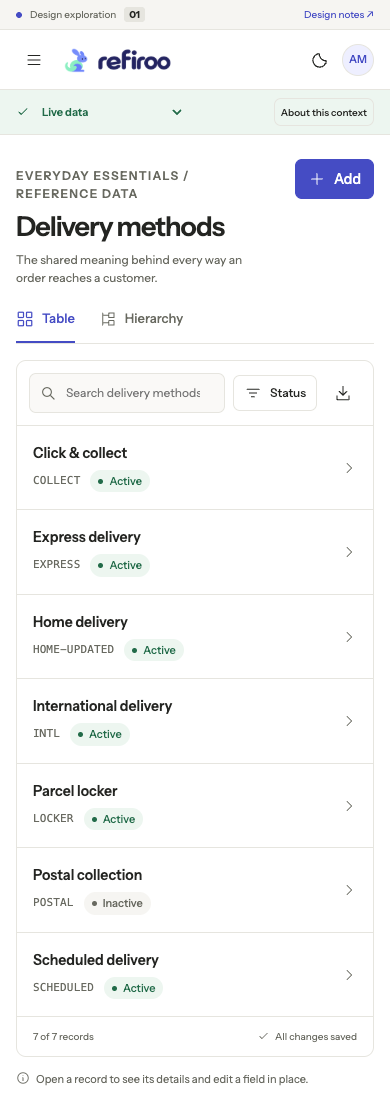 Design exploration 01 Design notes ↗
refiroo AM
Live data About this context
EVERYDAY ESSENTIALS /
REFERENCE DATA
Add
Delivery methods
The shared meaning behind every way an
order reaches a customer.
Table Hierarchy
Search delivery methods Status
Click & collect
COLLECT Active
Express delivery
EXPRESS Active
Home delivery
HOME-UPDATED Active
International delivery
INTL Active
Parcel locker
LOCKER Active
Postal collection
POSTAL Inactive
Scheduled delivery
SCHEDULED Active
7 of 7 records All changes saved
Open a record to see its details and edit a field in place.